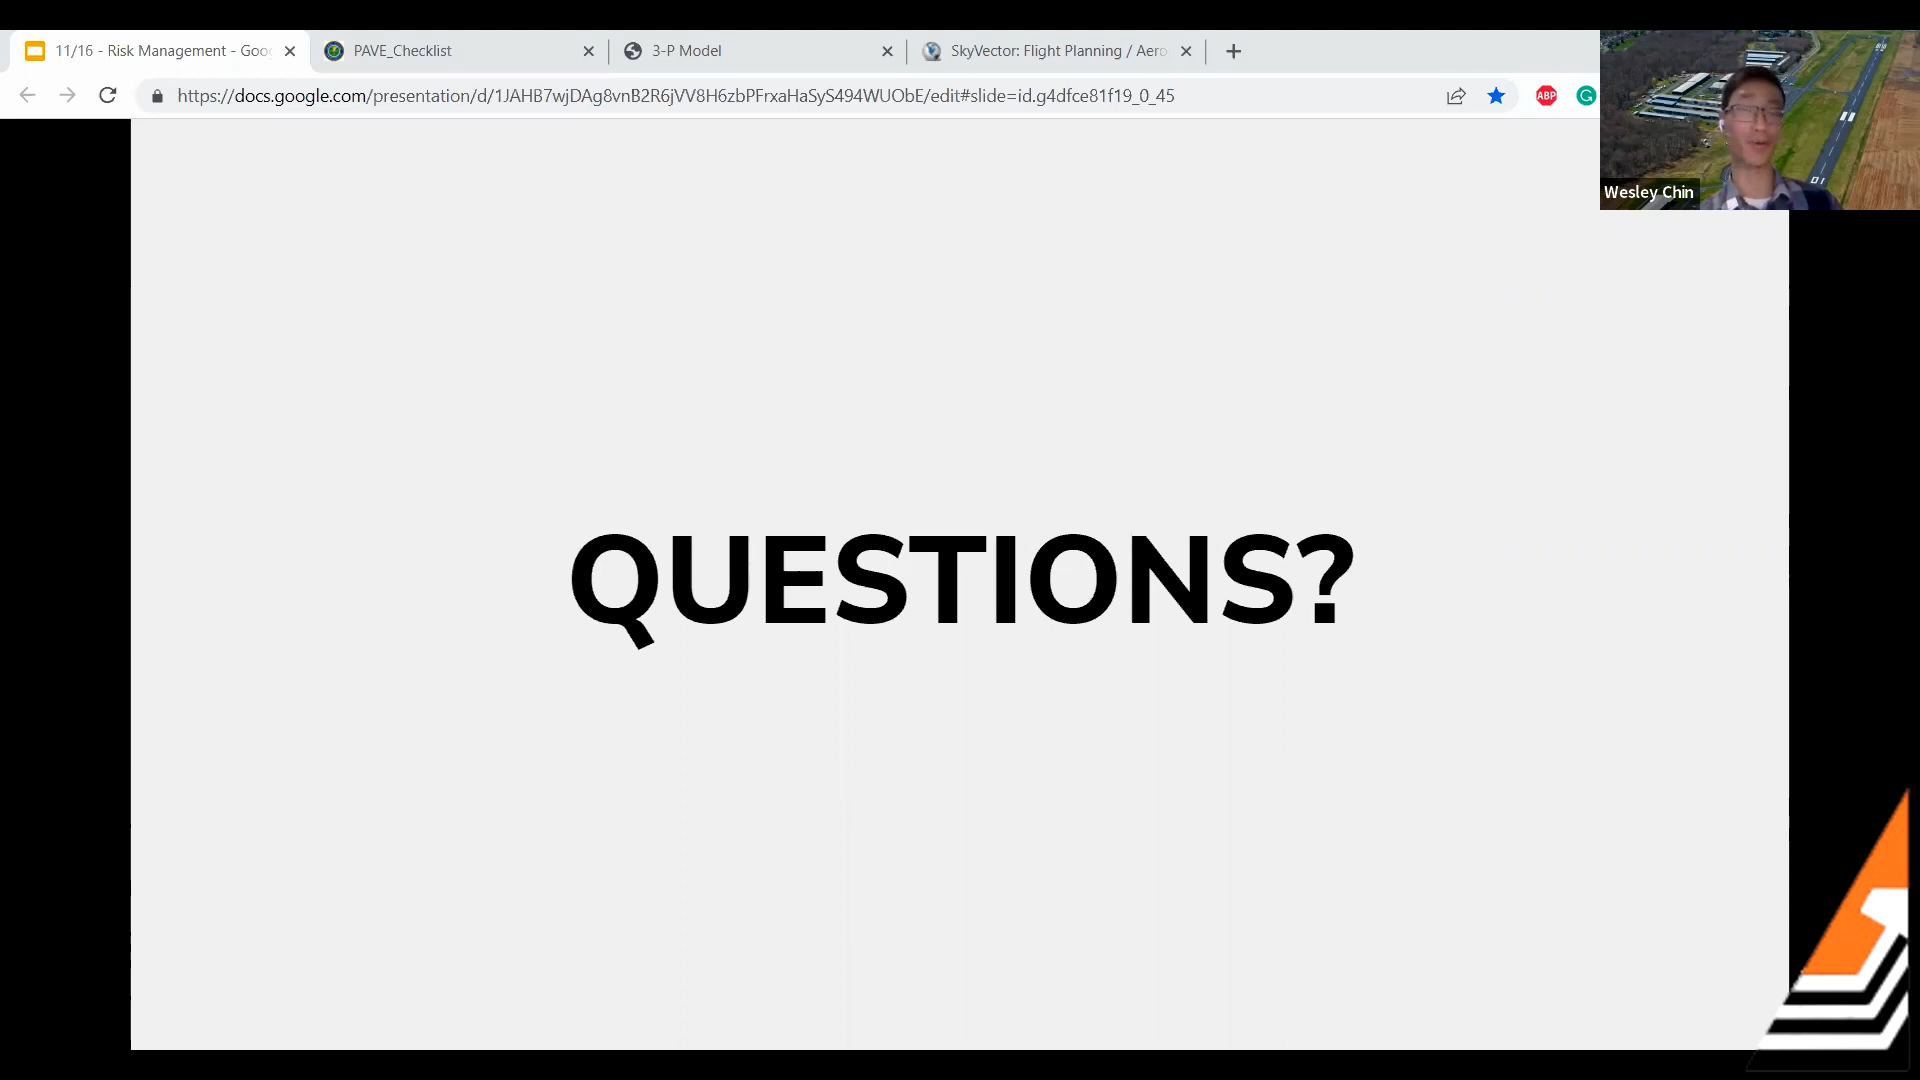 11/16 - Risk Management - Goo
PAVE_Checklist
3-P Model
SkyVector: Flight Planning / Aero
https://docs.google.com/presentation/d/1JAHB7wjDAg8vnB2R6jVV8H6zbPFrxaHaSyS494WUObE/edit#slide=id.g4dfce81f19_0_45
ABP
G
01
Wesley Chin
QUESTIONS?